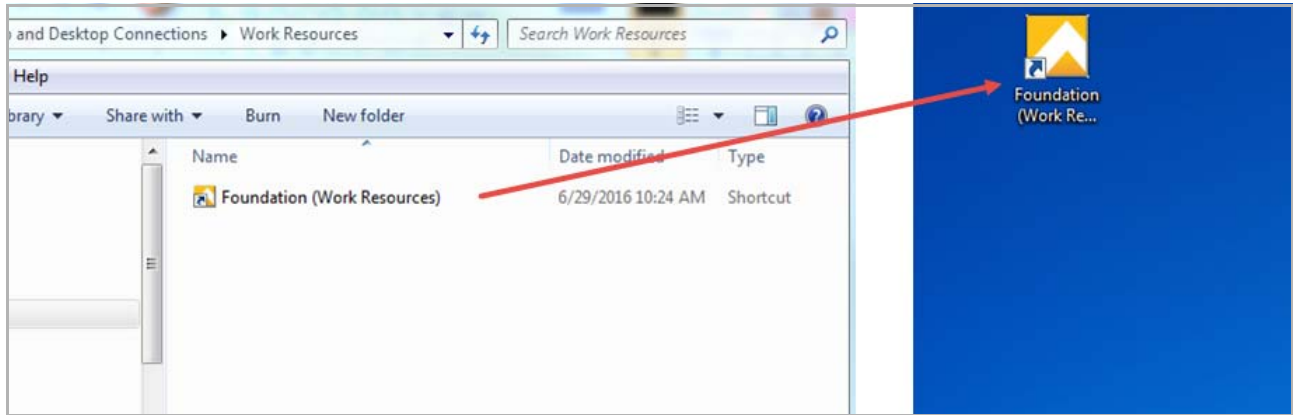 and Desktop Connections ▸ Work Resources
Search Work Resources
Help
Share with
Burn
New folder
Name
Date modified
Type
Foundation (Work Resources)
6/29/2016 10:24 AM
Shortcut
Foundation
(Work Re...